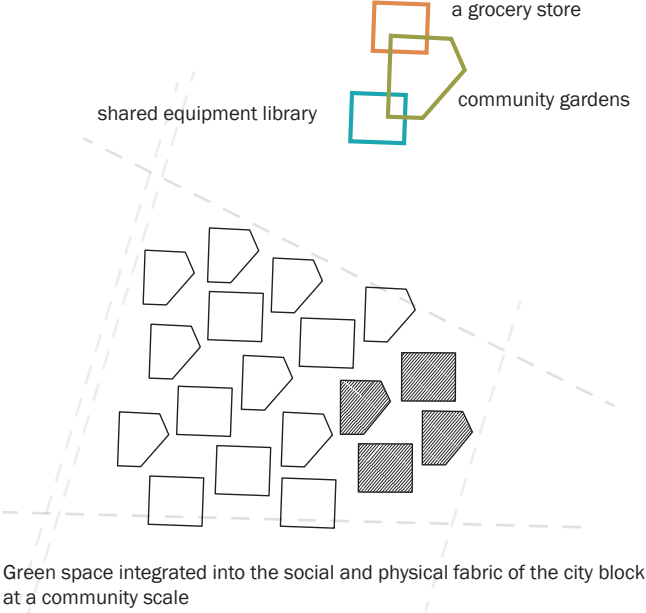 a grocery store
community gardens
shared equipment library
Green space integrated into the social and physical fabric of the city block
at a community scale